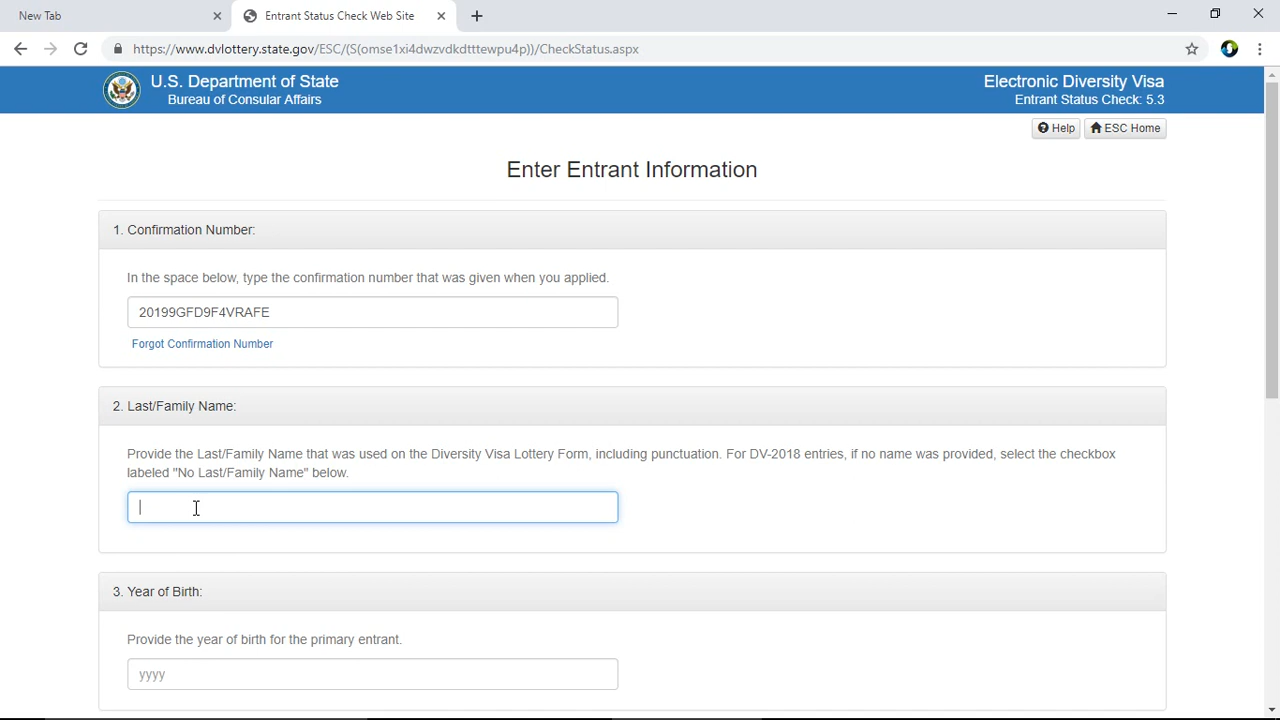 New Tab
Entrant Status Check Web Site
https://www.dvlottery.state.gov/ESC/(S(omse1xi4dwzvdkdtttewpu4p))/CheckStatus.aspx
U.S. Department of State
Bureau of Consular Affairs
Electronic Diversity Visa
Entrant Status Check: 5.3
Help
ESC Home
Enter Entrant Information
1. Confirmation Number:
In the space below, type the confirmation number that was given when you applied.
20199GFD9F4VRAFE
Forgot Confirmation Number
2. Last/Family Name:
Provide the Last/Family Name that was used on the Diversity Visa Lottery Form, including punctuation. For DV-2018 entries, if no name was provided, select the checkbox
labeled "No Last/Family Name" below.
3. Year of Birth:
Provide the year of birth for the primary entrant.
yyyy